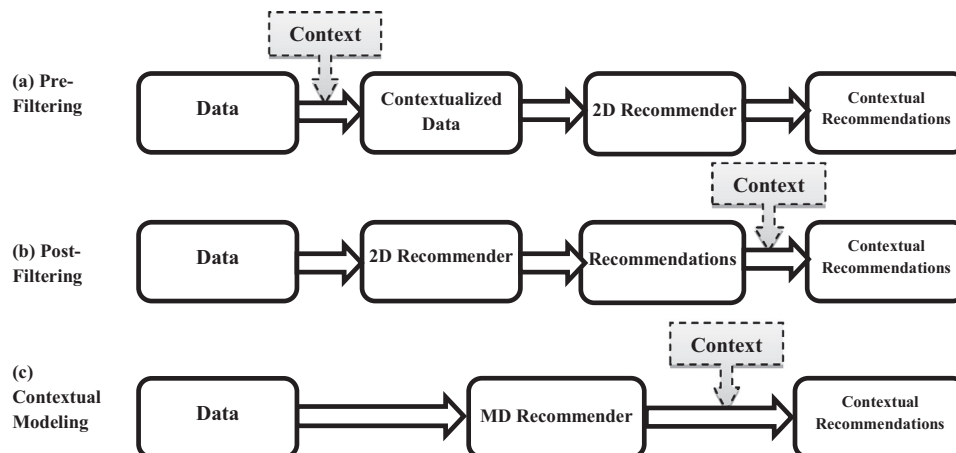 Context
(a) Pre-
Filtering
Data
Contextualized
Data
2D Recommender
Contextual
Recommendations
Context
(b) Post-
Filtering
Data
2D Recommender
Recommendations
Contextual
Recommendations
Context
(c)
Contextual
Modeling
Data
MD Recommender
Contextual
Recommendations